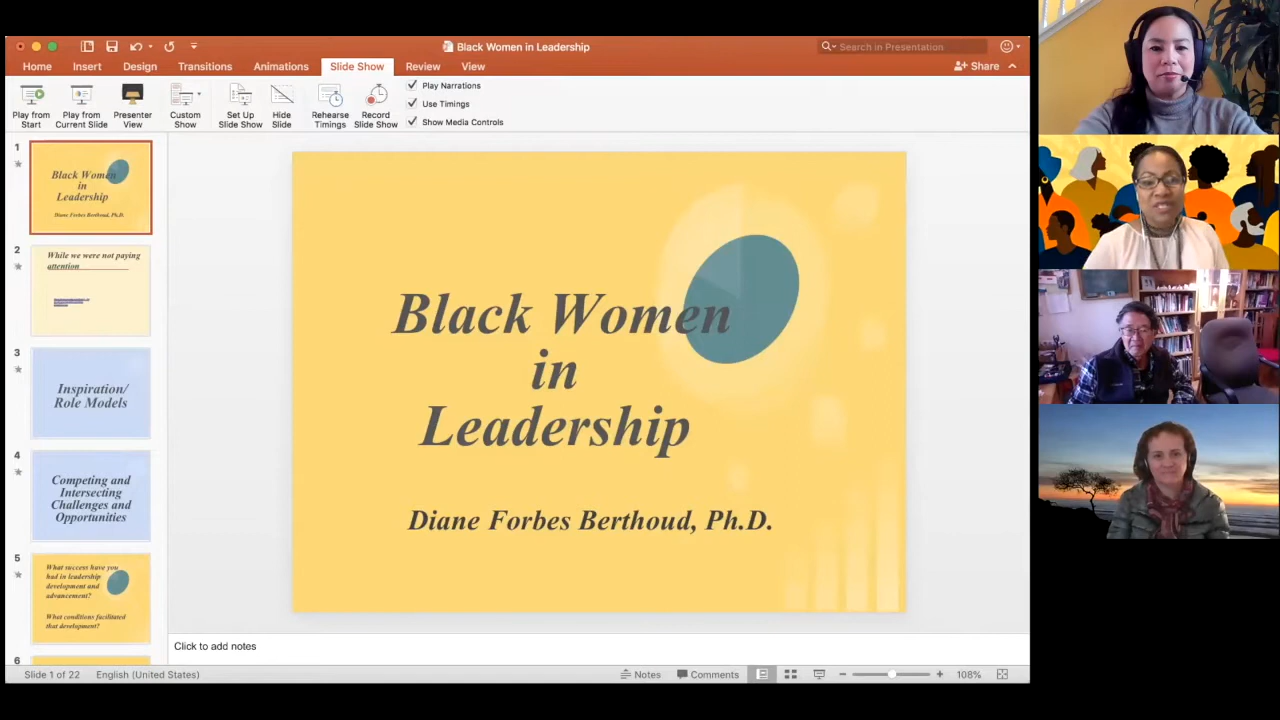 Black Women in Leadership
Search in Presentation
Home
Insert
Design
Transitions
Animations
Slide Show
Review
View
Share
Play from
Start
Play from
Current Slide
Presenter
View
Custom
Show
Set Up
Slide Show
Hide
Slide
Rehearse
Timings
Record
Slide Show
Play Narrations
Use Timings
Show Media Controls
1
Black Women
in
Leadership
Diane Forbes Berthoud, Ph.D.
2
While we were not paying
attention
3
Inspiration/
Role Models
4
Competing and
Intersecting
Challenges and
Opportunities
5
What success have you
had in leadership
development and
advancement?
What conditions facilitated
that development?
6
Black Women
in
Leadership
Diane Forbes Berthoud, Ph.D.
Click to add notes
Slide 1 of 22
English (United States)
Notes
Comments
108%